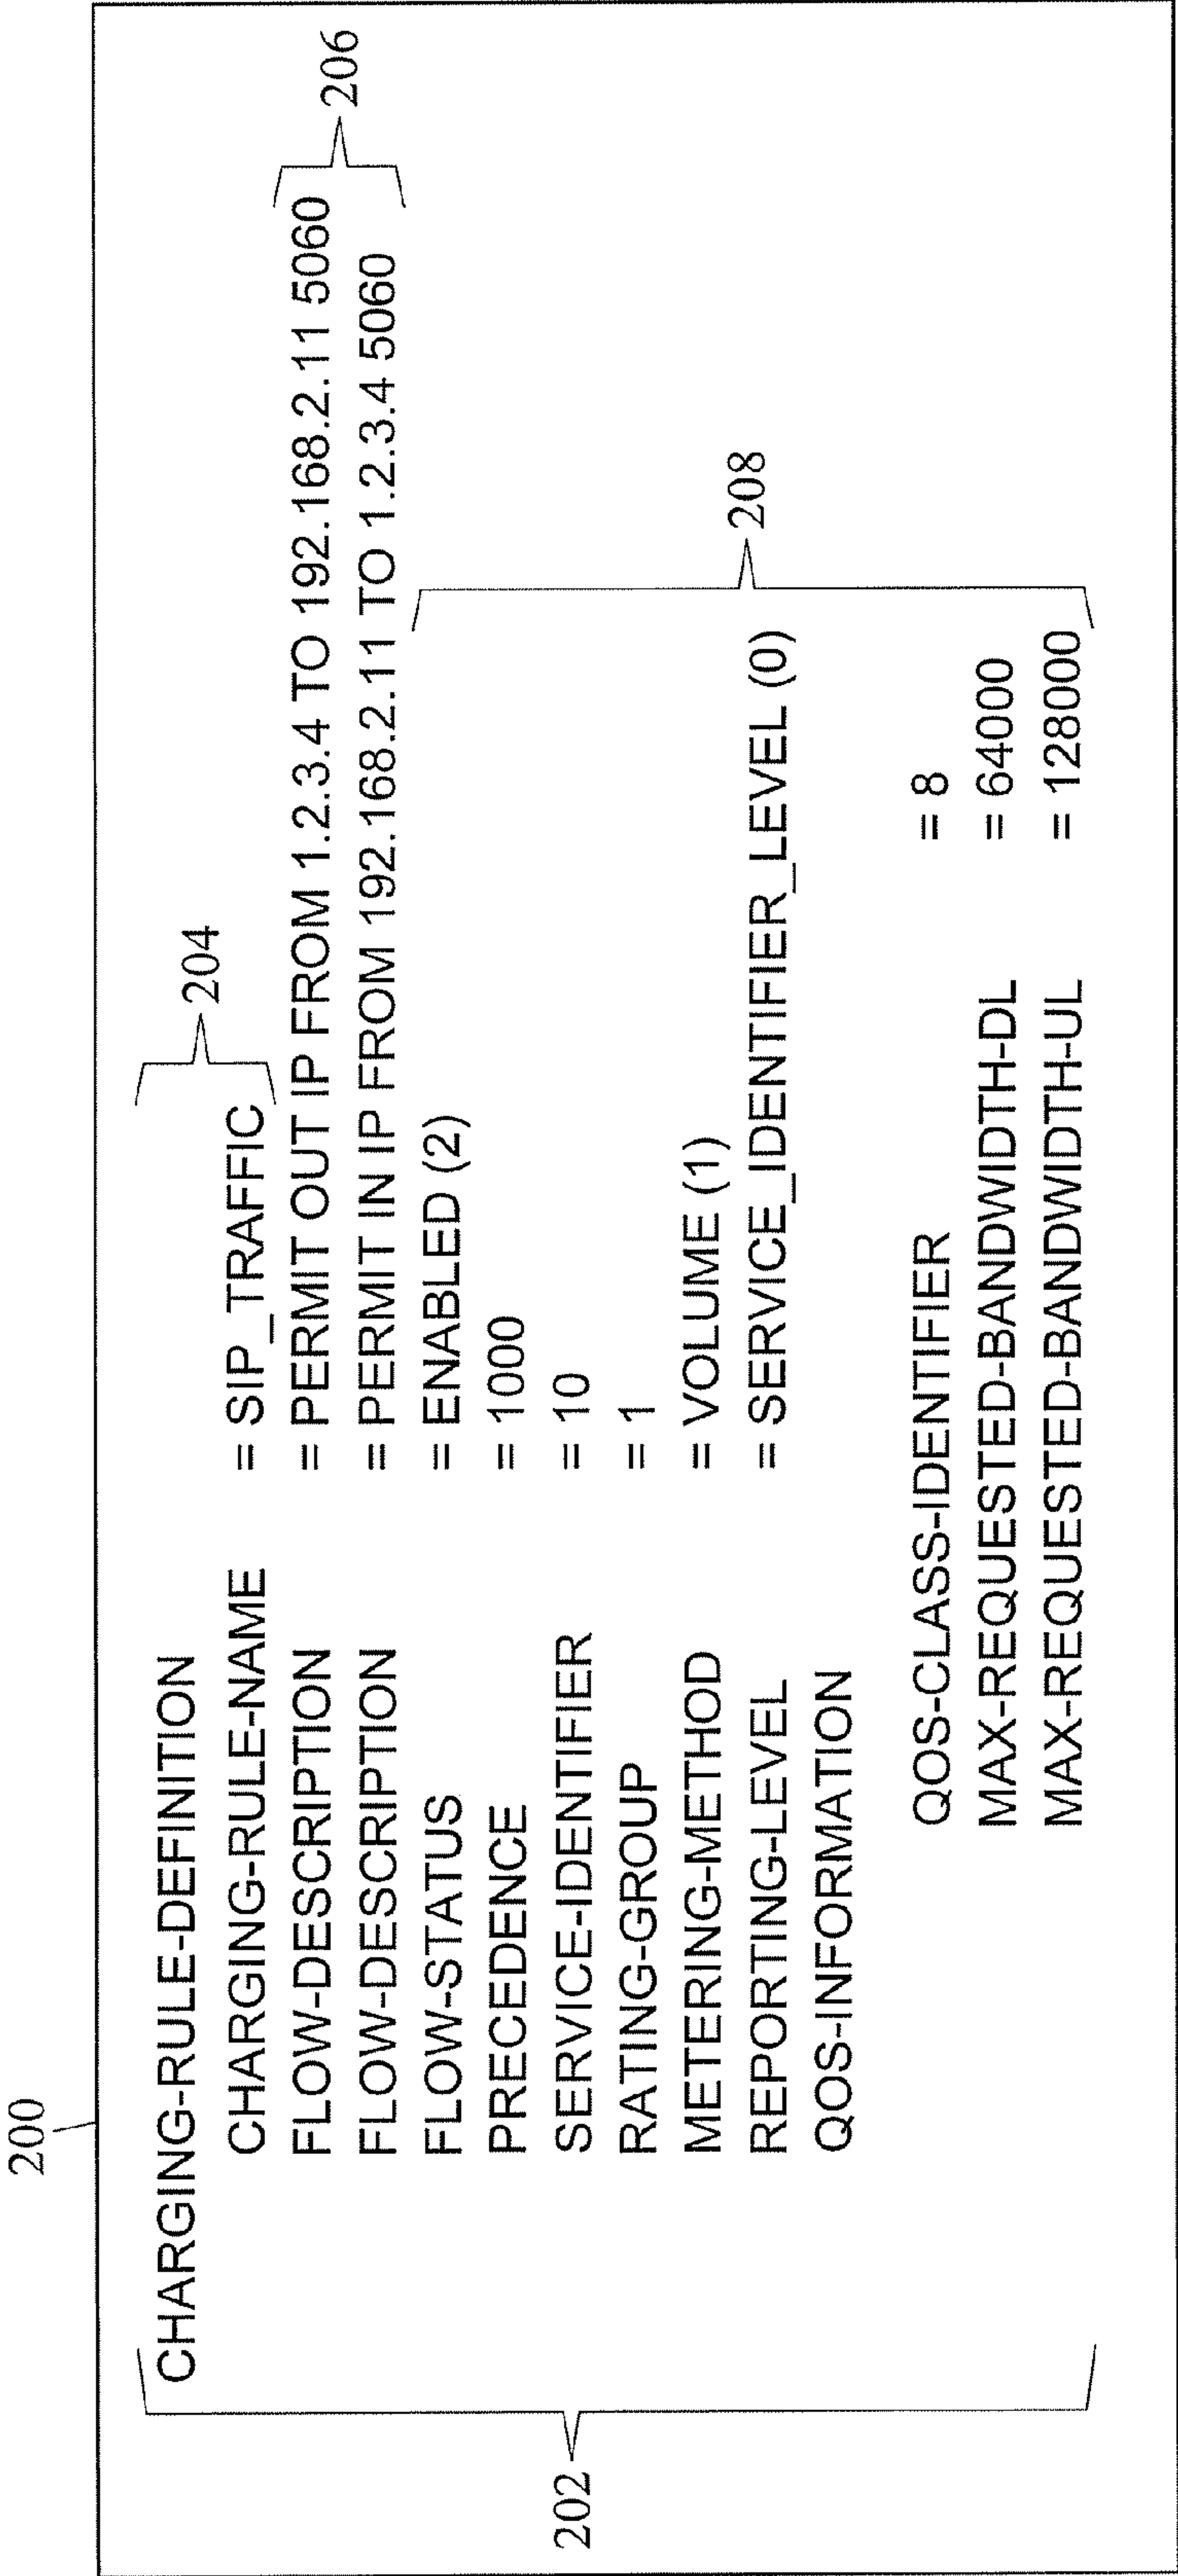 200
CHARGING-RULE-DEFINITION
204
CHARGING-RULE-NAME = SIP_TRAFFIC
FLOW-DESCRIPTION = PERMIT OUT IP FROM 1.2.3.4 TO 192.168.2.11 5060
206
FLOW-DESCRIPTION = PERMIT IN IP FROM 192.168.2.11 TO 1.2.3.4 5060
FLOW-STATUS = ENABLED (2)
PRECEDENCE = 1000
SERVICE-IDENTIFIER = 10
202
RATING-GROUP = 1
METERING-METHOD = VOLUME (1)
REPORTING-LEVEL = SERVICE_IDENTIFIER_LEVEL (0)
208
QOS-INFORMATION
QOS-CLASS-IDENTIFIER = 8
MAX-REQUESTED-BANDWIDTH-DL = 64000
MAX-REQUESTED-BANDWIDTH-UL = 128000